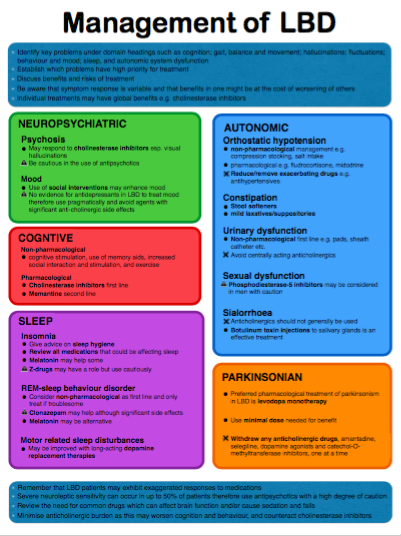 Management of LBD
Identify key problems under domain headings such as cognition; gait, balance and movement; hallucinations; fluctuations;
behaviour and mood; sleep, and autonomic system dysfunction
Establish which problems have high priority for treatment
Discuss benefits and risks of treatment
Be aware that symptom response is variable and that benefits in one might be at the cost of worsening of others
Individual treatments may have global benefits e.g. cholinesterase inhibitors
NEUROPSYCHIATRIC
Psychosis
May respond to cholinesterase inhibitors esp. visual
hallucinations
Be cautious in the use of antipsychotics
Mood
Use of social interventions may enhance mood
No evidence for antidepressants in LBD to treat mood
therefore use pragmatically and avoid agents with
significant anti-cholinergic side effects
COGNTIVE
Non-pharmacological
cognitive stimulation, use of memory aids, increased
social interaction and stimulation, and exercise
Pharmacological
Cholinesterase inhibitors first line
Memantine second line
SLEEP
Insomnia
Give advice on sleep hygiene
Review all medications that could be affecting sleep
Melatonin may help some
Z-drugs may have a role but use cautiously
REM-sleep behaviour disorder
Consider non-pharmacological as first line and only
treat if troublesome
Clonazepam may help although significant side effects
Melatonin may be alternative
Motor related sleep disturbances
May be improved with long-acting dopamine
replacement therapies
AUTONOMIC
Orthostatic hypotension
non-pharmacological management e.g.
compression stocking, salt intake
pharmacological e.g. fludrocortisone, midodrine
Reduce/remove exacerbating drugs e.g.
antihypertensives
Constipation
Stool softeners
mild laxatives/suppositories
Urinary dysfunction
Non-pharmacological first line e.g. pads, sheath
catheter etc.
Avoid centrally acting anticholinergics
Sexual dysfunction
Phosphodiesterase-5 inhibitors may be considered
in men with caution
Sialorrhoea
Anticholinergics should not generally be used
Botulinum toxin injections to salivary glands is an
effective treatment
PARKINSONIAN
Preferred pharmacological treatment of parkinsonism
in LBD is levodopa monotherapy
Use minimal dose needed for benefit
Withdraw any anticholinergic drugs, amantadine,
selegiline, dopamine agonists and catechol-O-
methyltransferase inhibitors, one at a time
Remember that LBD patients may exhibit exaggerated responses to medications
Severe neuroleptic sensitivity can occur in up to 50% of patients therefore use antipsychotics with a high degree of caution
Review the need for common drugs which can affect brain function and/or cause sedation and falls
Minimise anticholinergic burden as this may worsen cognition and behaviour, and counteract cholinesterase inhibitors